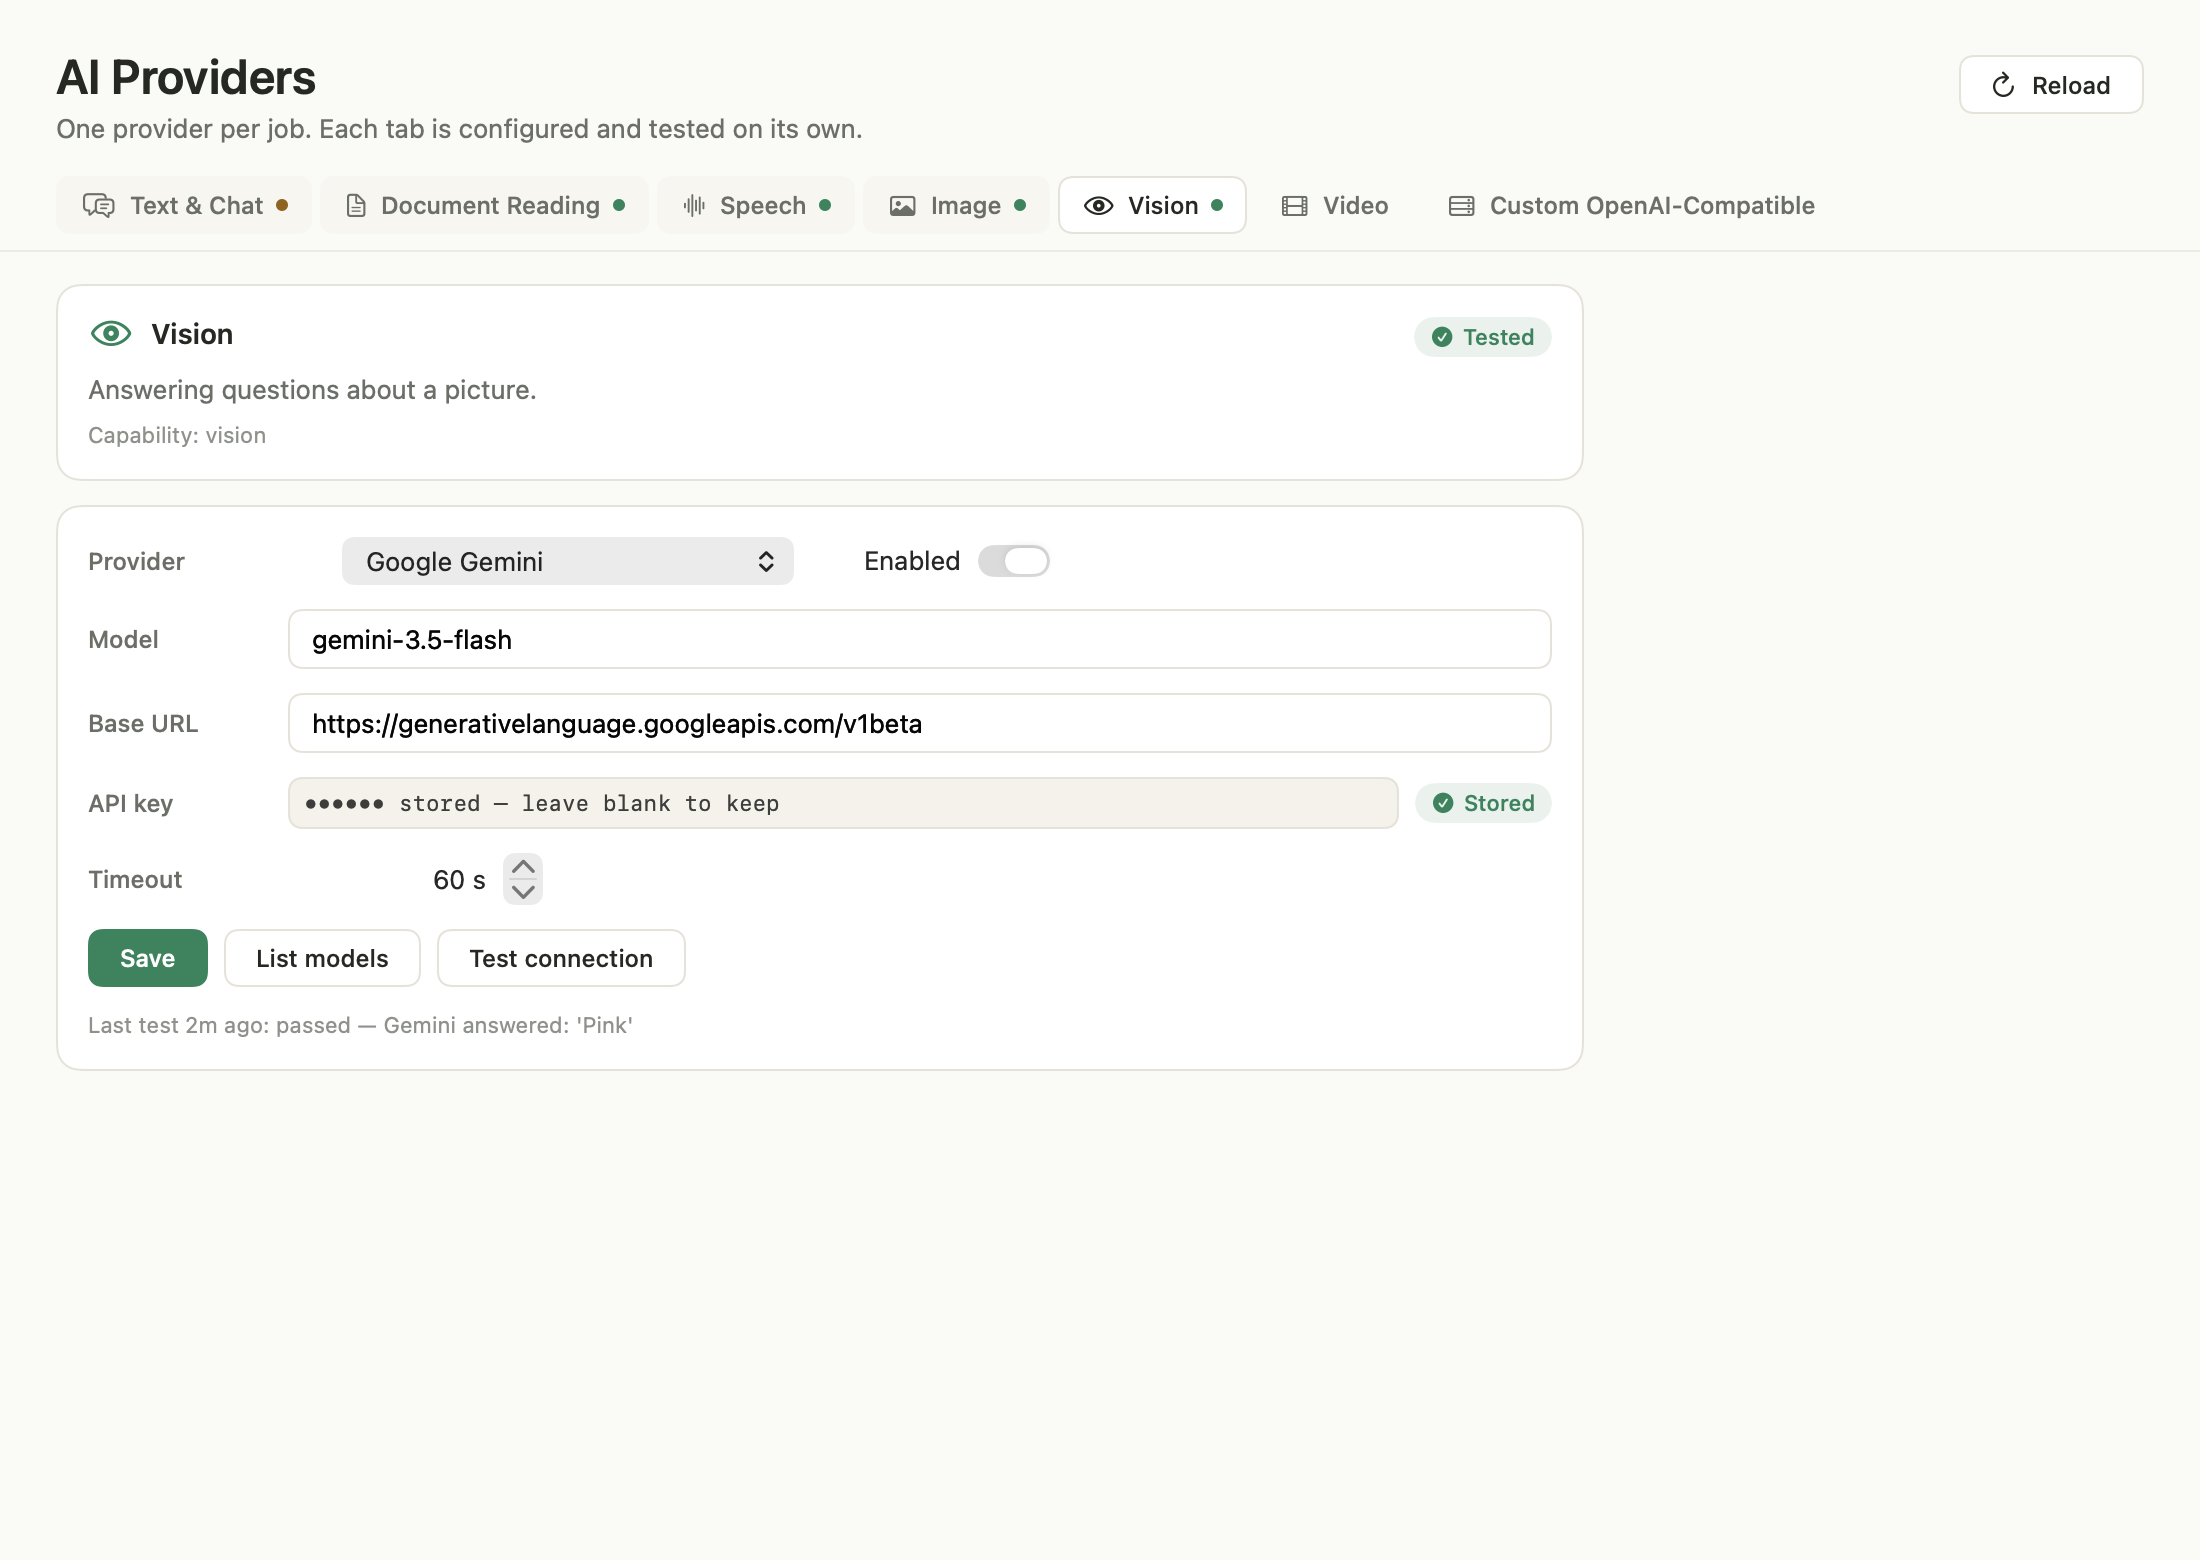 AI Providers
Reload
One provider per job. Each tab is configured and tested on its own.
Text & Chat
Document Reading
Speech
Image
Vision
Video
Custom OpenAI-Compatible
Vision
Tested
Answering questions about a picture.
Capability: vision
Provider
Google Gemini
Enabled
Model
gemini-3.5-flash
Base URL
https://generativelanguage.googleapis.com/v1beta
API key
•••••• stored — leave blank to keep
Stored
Timeout
60 s
Save
List models
Test connection
Last test 2m ago: passed — Gemini answered: 'Pink'